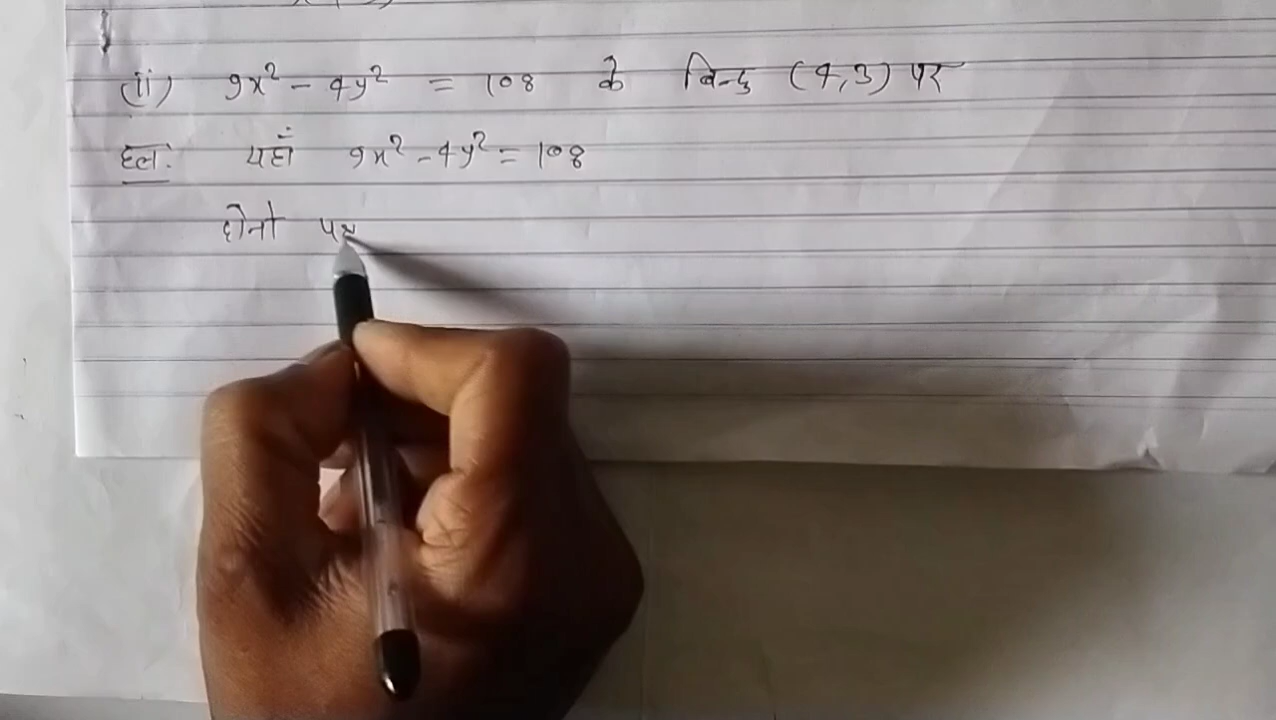 (ii) 9x² - 4y² = 108 के बिन्दु (4,3) पर
हल: यहाँ 9x² - 4y² = 108
दोनो